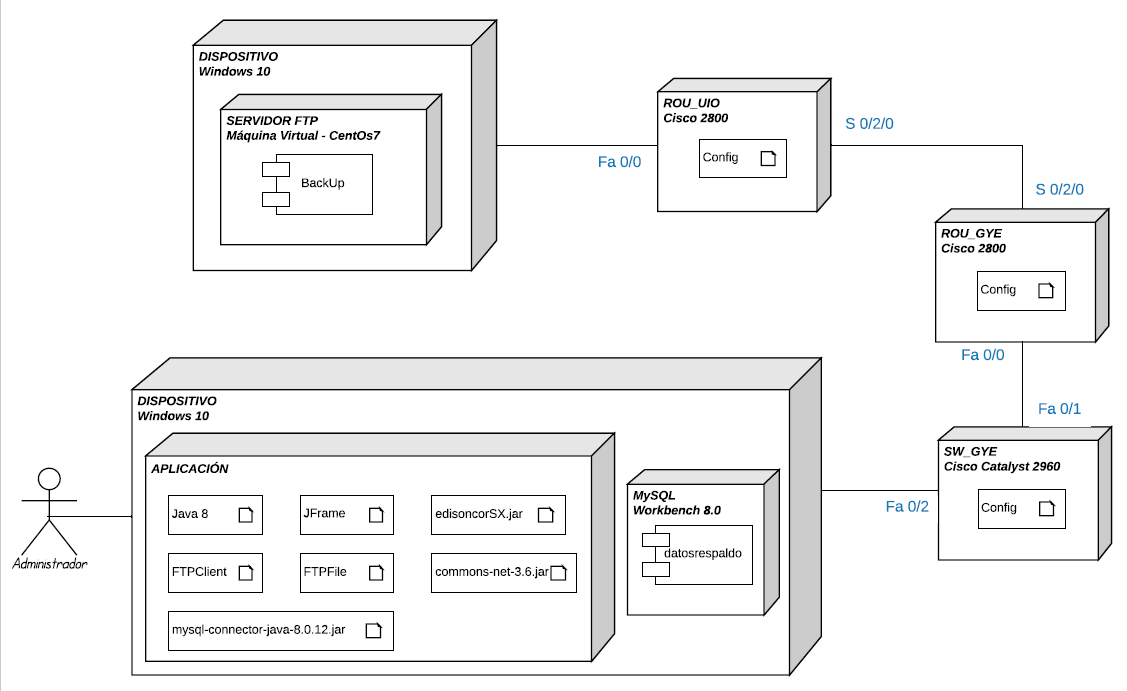 DISPOSITIVO
Windows 10
SERVIDOR FTP
Máquina Virtual - CentOs7
BackUp
Fa 0/0
ROU_UIO
Cisco 2800
Config
S 0/2/0
S 0/2/0
ROU_GYE
Cisco 2800
Config
Fa 0/0
Fa 0/1
SW_GYE
Cisco Catalyst 2960
Config
Fa 0/2
DISPOSITIVO
Windows 10
APLICACIÓN
Java 8
JFrame
edisoncorSX.jar
FTPClient
FTPFile
commons-net-3.6.jar
mysql-connector-java-8.0.12.jar
MySQL
Workbench 8.0
datosrespaldo
Administrador